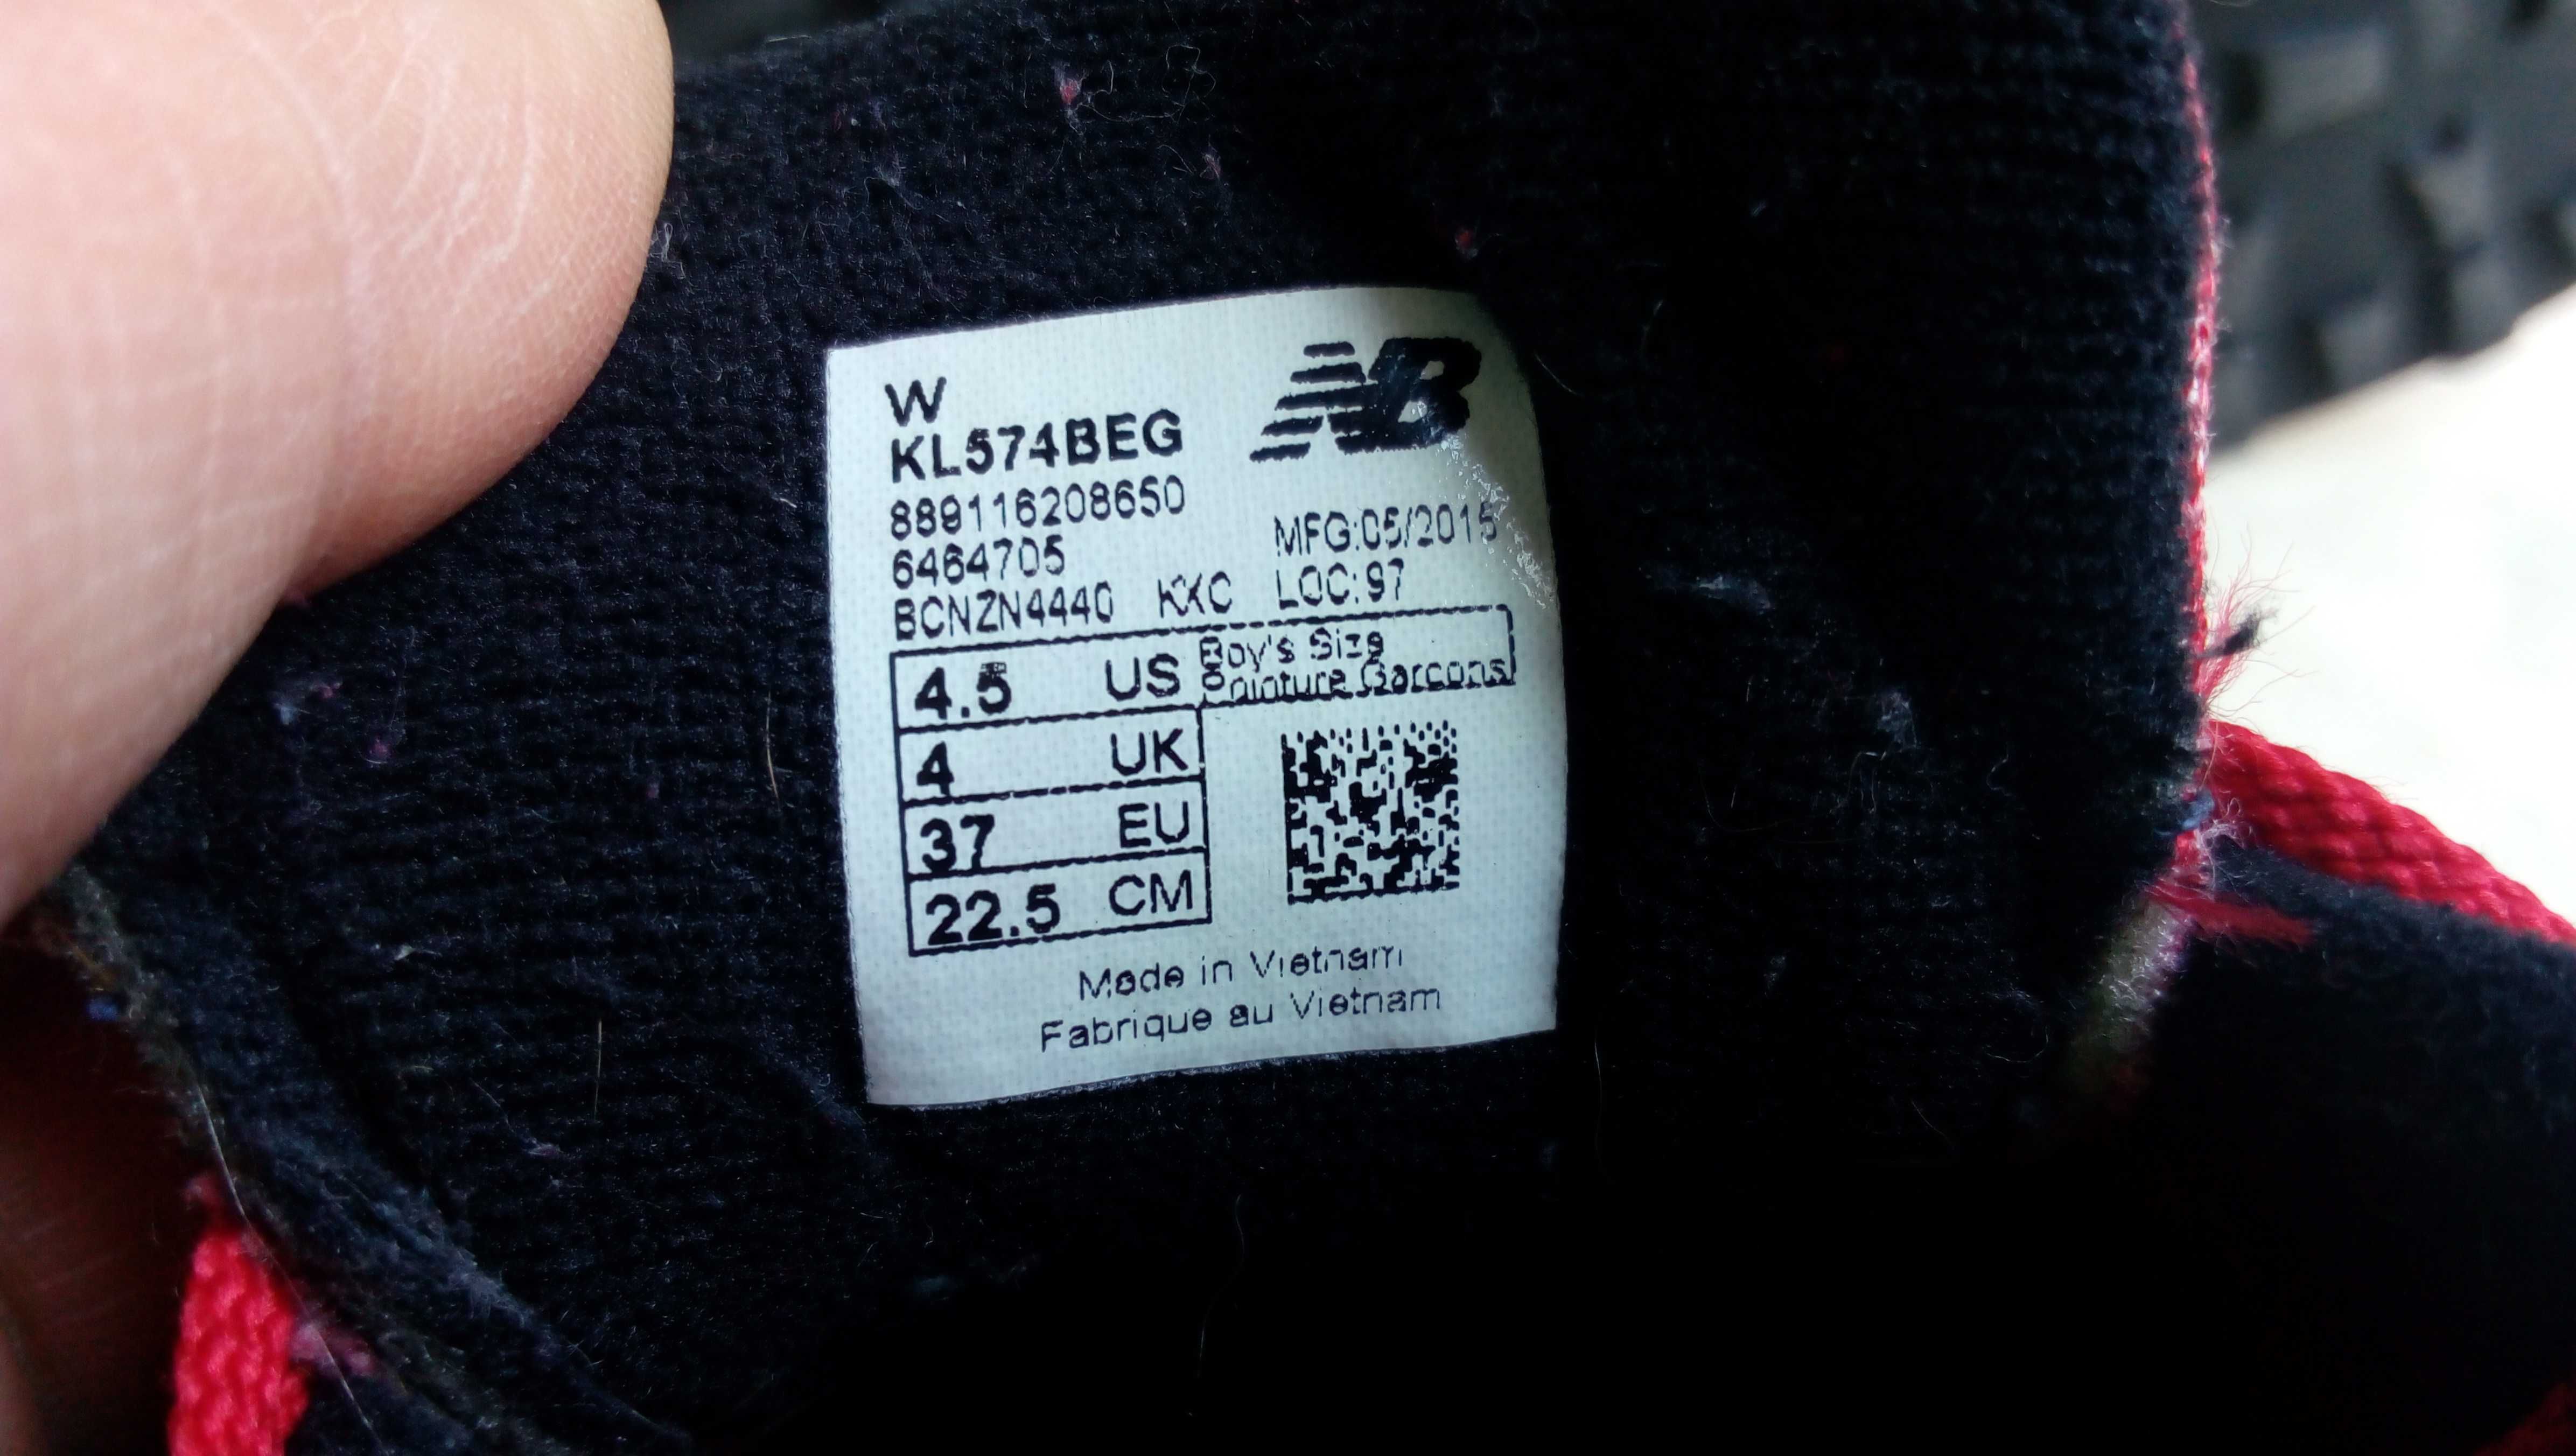 W
KL574BEG
NB
889116208650
6464705
MFG:05/2015
BCNZN4440 KXC LOC:97
4.5 US Boy's Size
Pointure Garcons
4 UK
37 EU
22.5 CM
Made in Vietnam
Fabrique au Vietnam